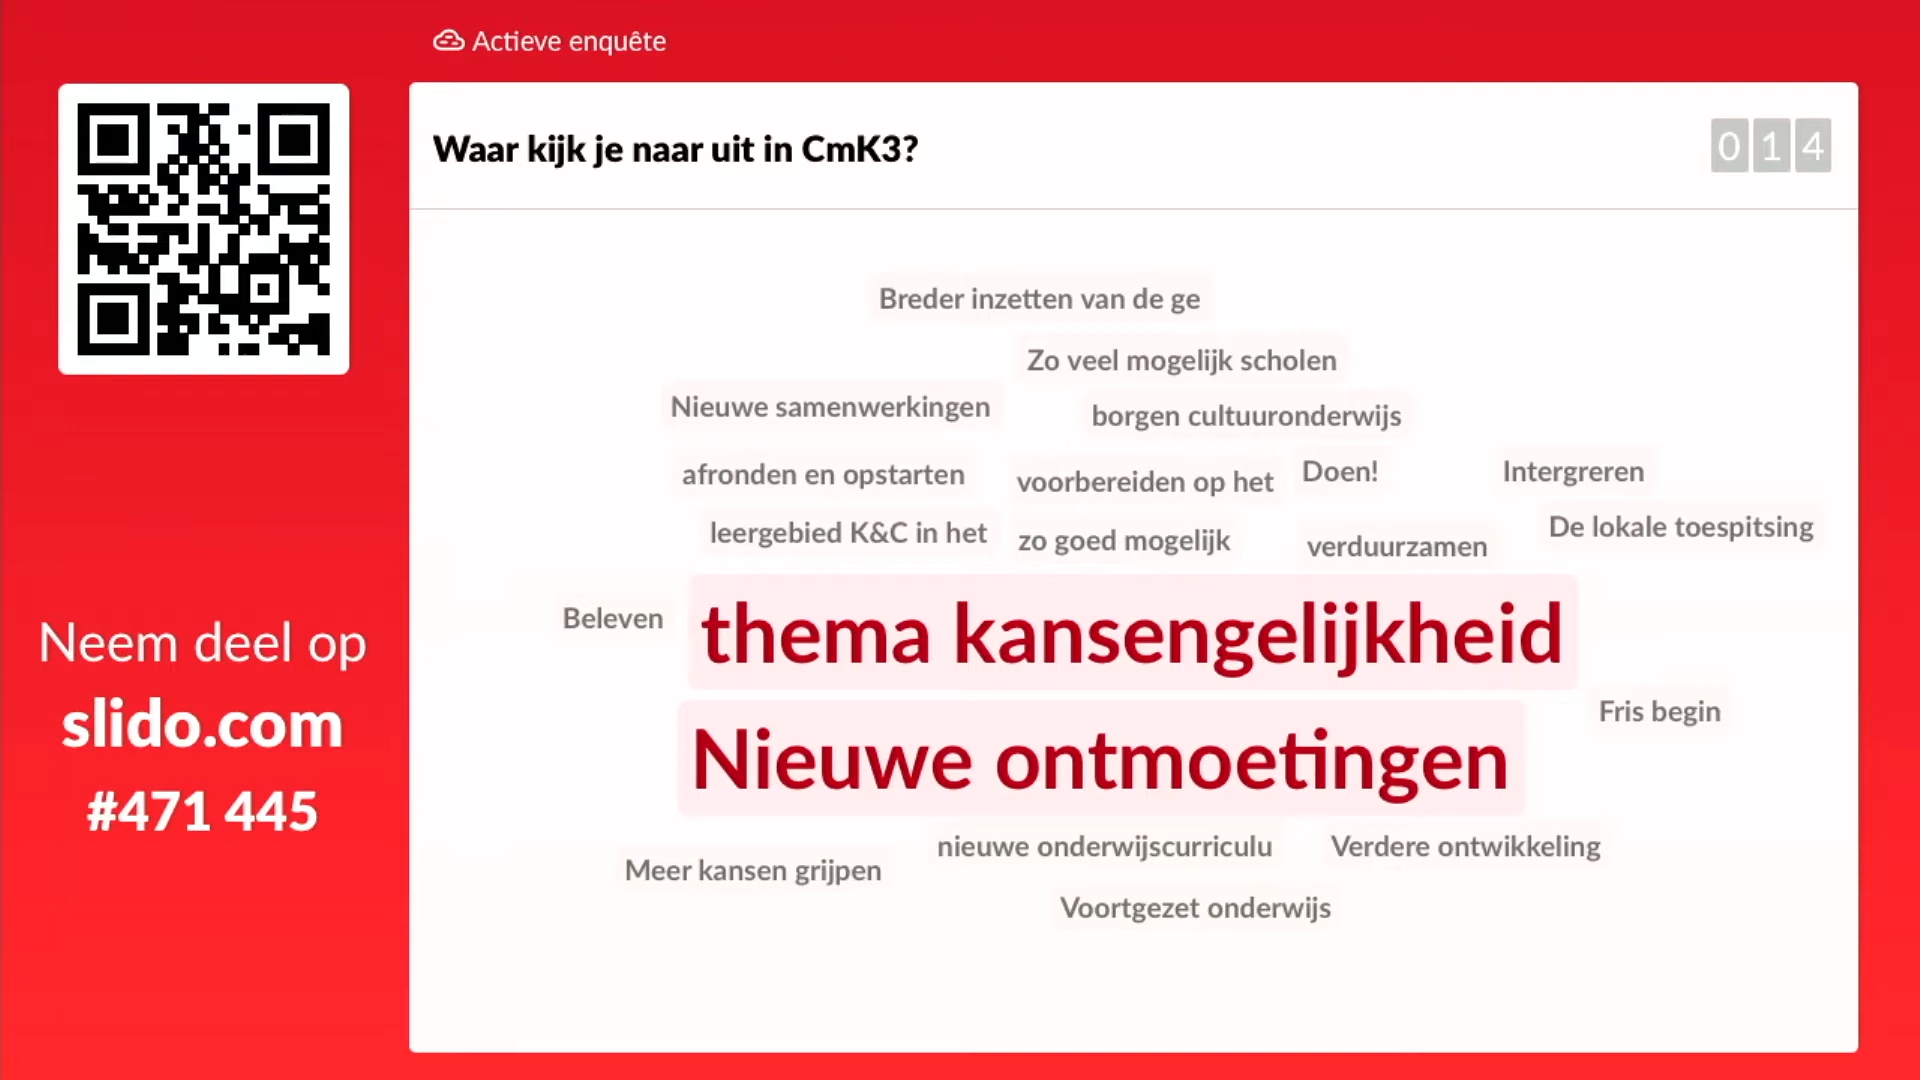 Actieve enquête
Waar kijk je naar uit in CmK3?
014
Breder inzetten van de ge
Zo veel mogelijk scholen
Nieuwe samenwerkingen
borgen cultuuronderwijs
afronden en opstarten
voorbereiden op het
Doen!
Intergreren
leergebied K&C in het
zo goed mogelijk
verduurzamen
De lokale toespitsing
Beleven
thema kansengelijkheid
Fris begin
Nieuwe ontmoetingen
nieuwe onderwijscurriculu
Verdere ontwikkeling
Meer kansen grijpen
Voortgezet onderwijs
Neem deel op
slido.com
#471 445